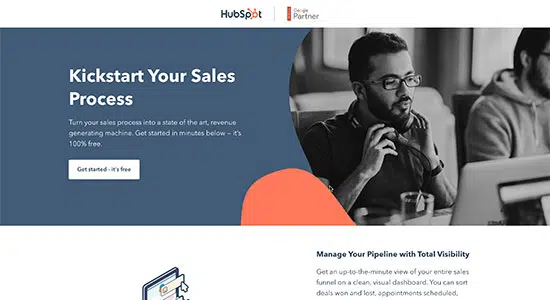 HubSpot
Google
Partner
Kickstart Your Sales
Process
Turn your sales process into a state of the art, revenue
generating machine. Get started in minutes below – it's
100% free.
Get started - it's free
Manage Your Pipeline with Total Visibility
Get an up-to-the-minute view of your entire sales
funnel on a clean, visual dashboard. You can sort
deals won and lost, appointments scheduled,